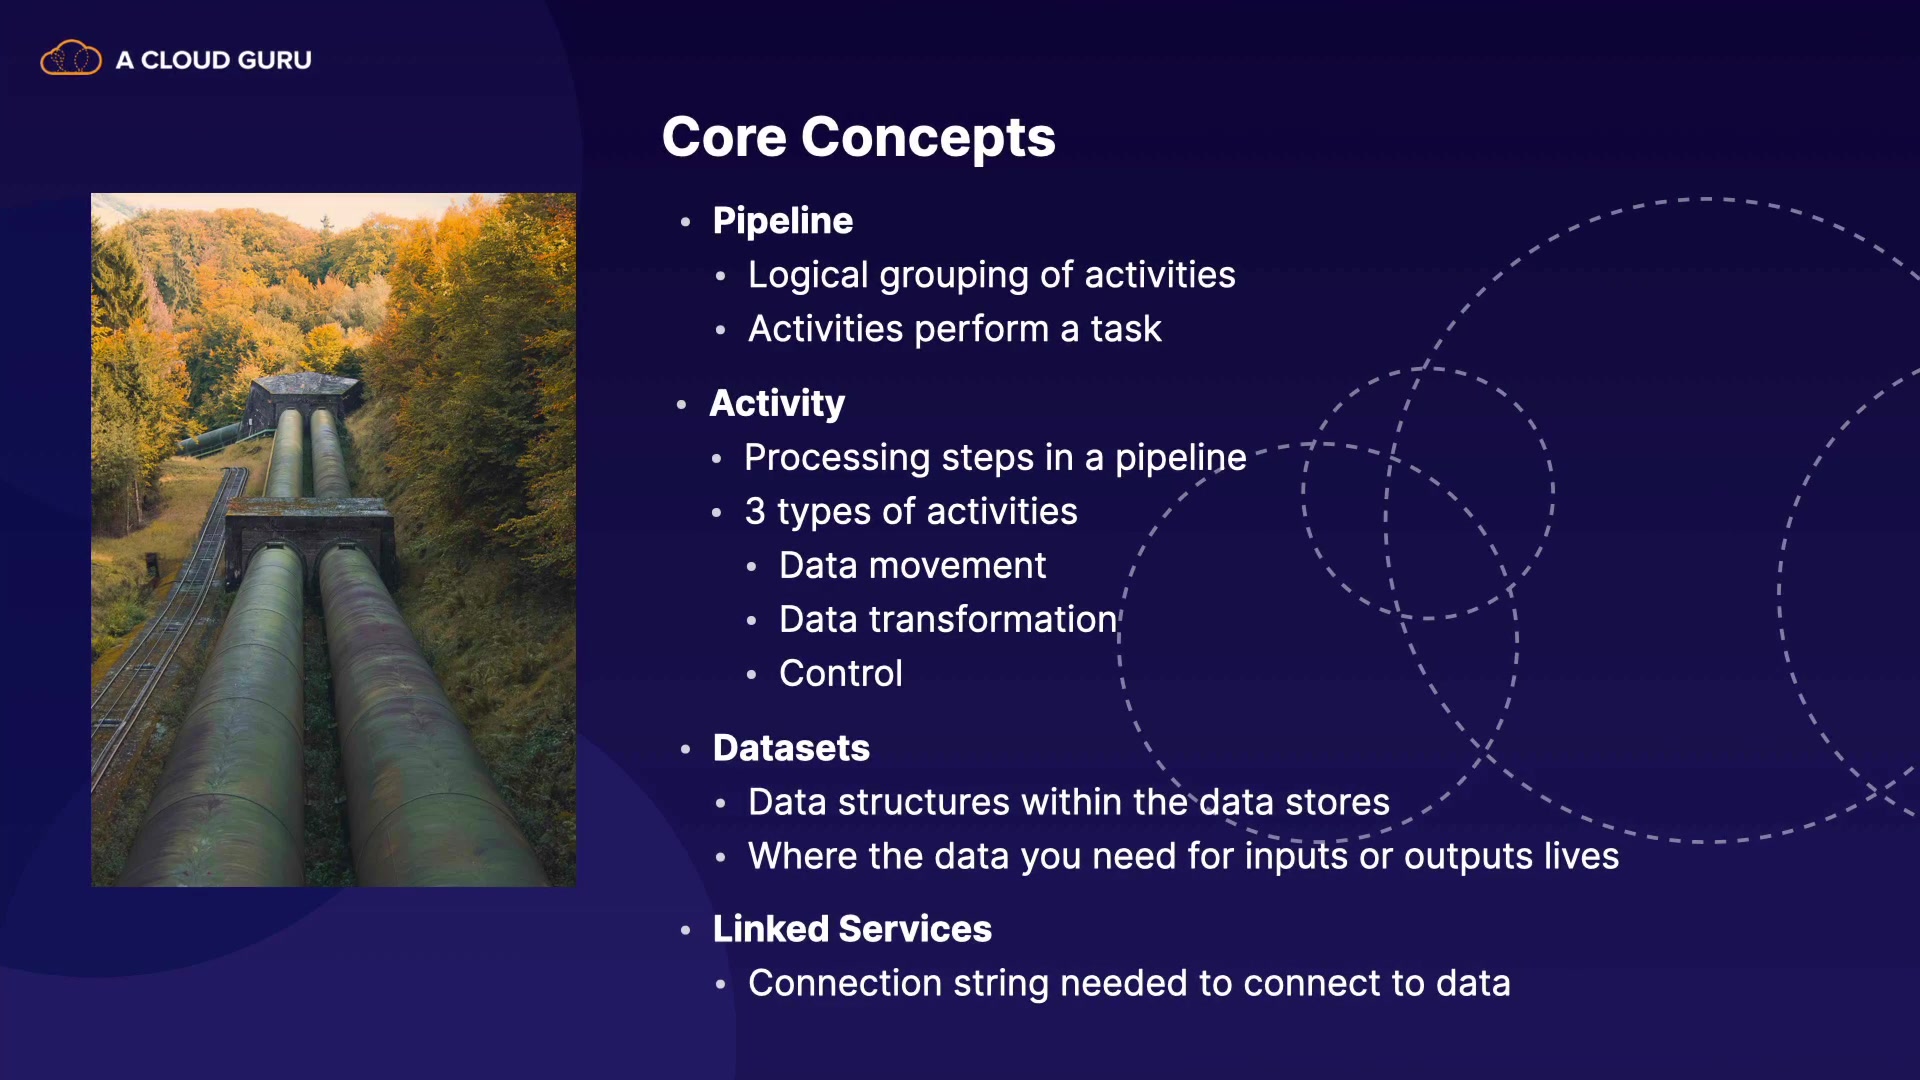 A CLOUD GURU
Core Concepts
Pipeline
Logical grouping of activities
Activities perform a task
Activity
Processing steps in a pipeline
3 types of activities
Data movement
Data transformation
Control
Datasets
Data structures within the data stores
Where the data you need for inputs or outputs lives
Linked Services
Connection string needed to connect to data